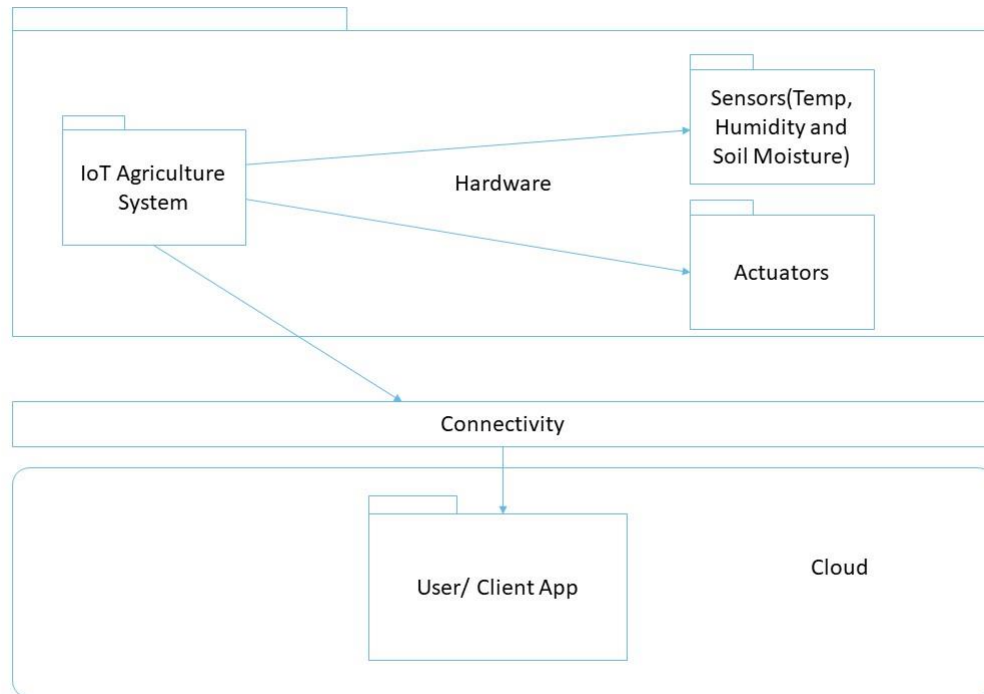 Sensors(Temp,
Humidity and
Soil Moisture)
IoT Agriculture
System
Hardware
Actuators
Connectivity
User/ Client App
Cloud